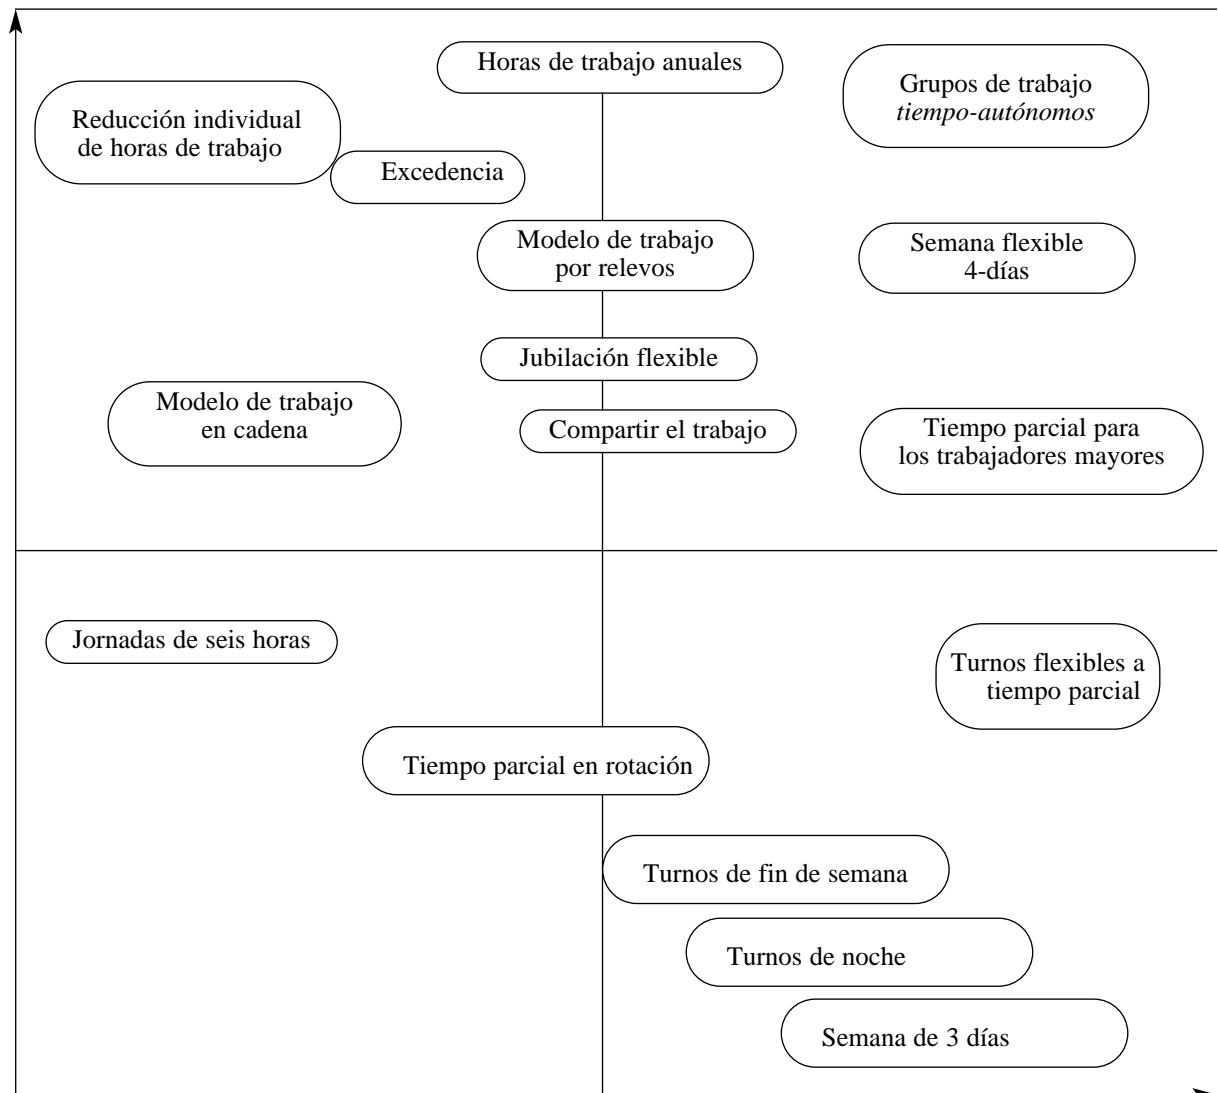 Horas de trabajo anuales
Grupos de trabajo
tiempo-autónomos
Reducción individual
de horas de trabajo
Excedencia
Modelo de trabajo
por relevos
Semana flexible
4-días
Jubilación flexible
Modelo de trabajo
en cadena
Compartir el trabajo
Tiempo parcial para
los trabajadores mayores
Jornadas de seis horas
Turnos flexibles a
tiempo parcial
Tiempo parcial en rotación
Turnos de fin de semana
Turnos de noche
Semana de 3 días